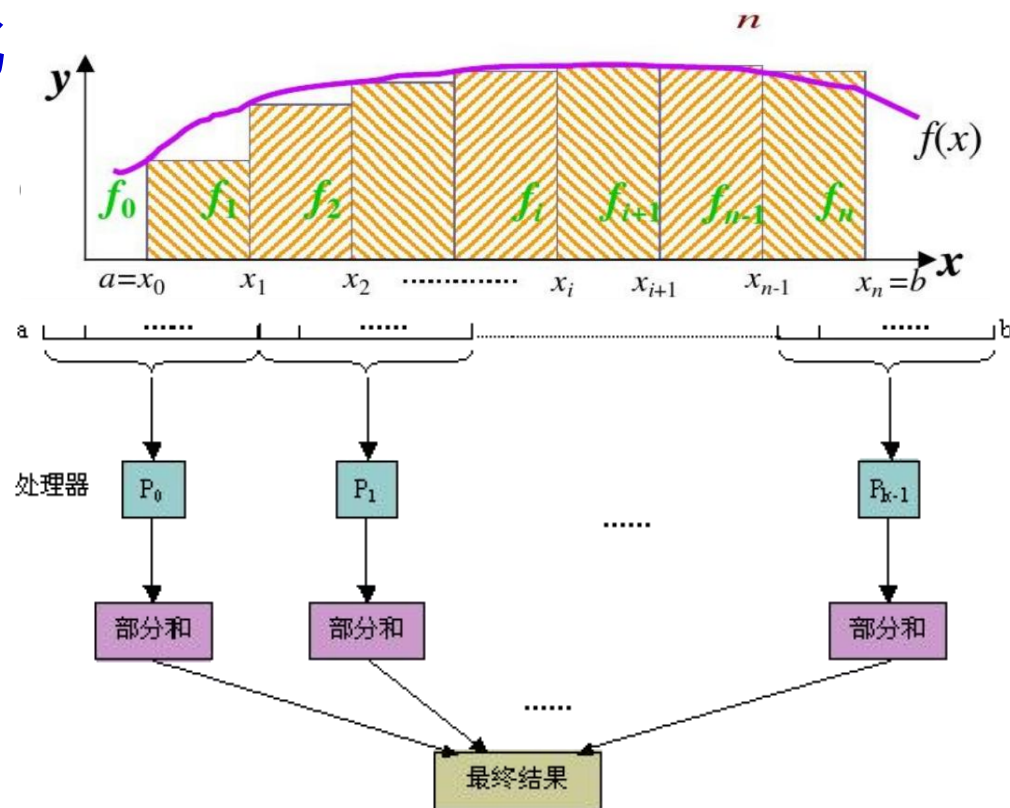 n
y
f(x)
f₀ f₁ f₂ fᵢ fᵢ₊₁ fₙ₋₁ fₙ
x
a=x₀ x₁ x₂ ·················· xᵢ xᵢ₊₁ xₙ₋₁ xₙ=b
a ...... ...... ...... b
处理器 P₀ P₁ ...... Pₖ₋₁
部分和 部分和 部分和
......
最终结果